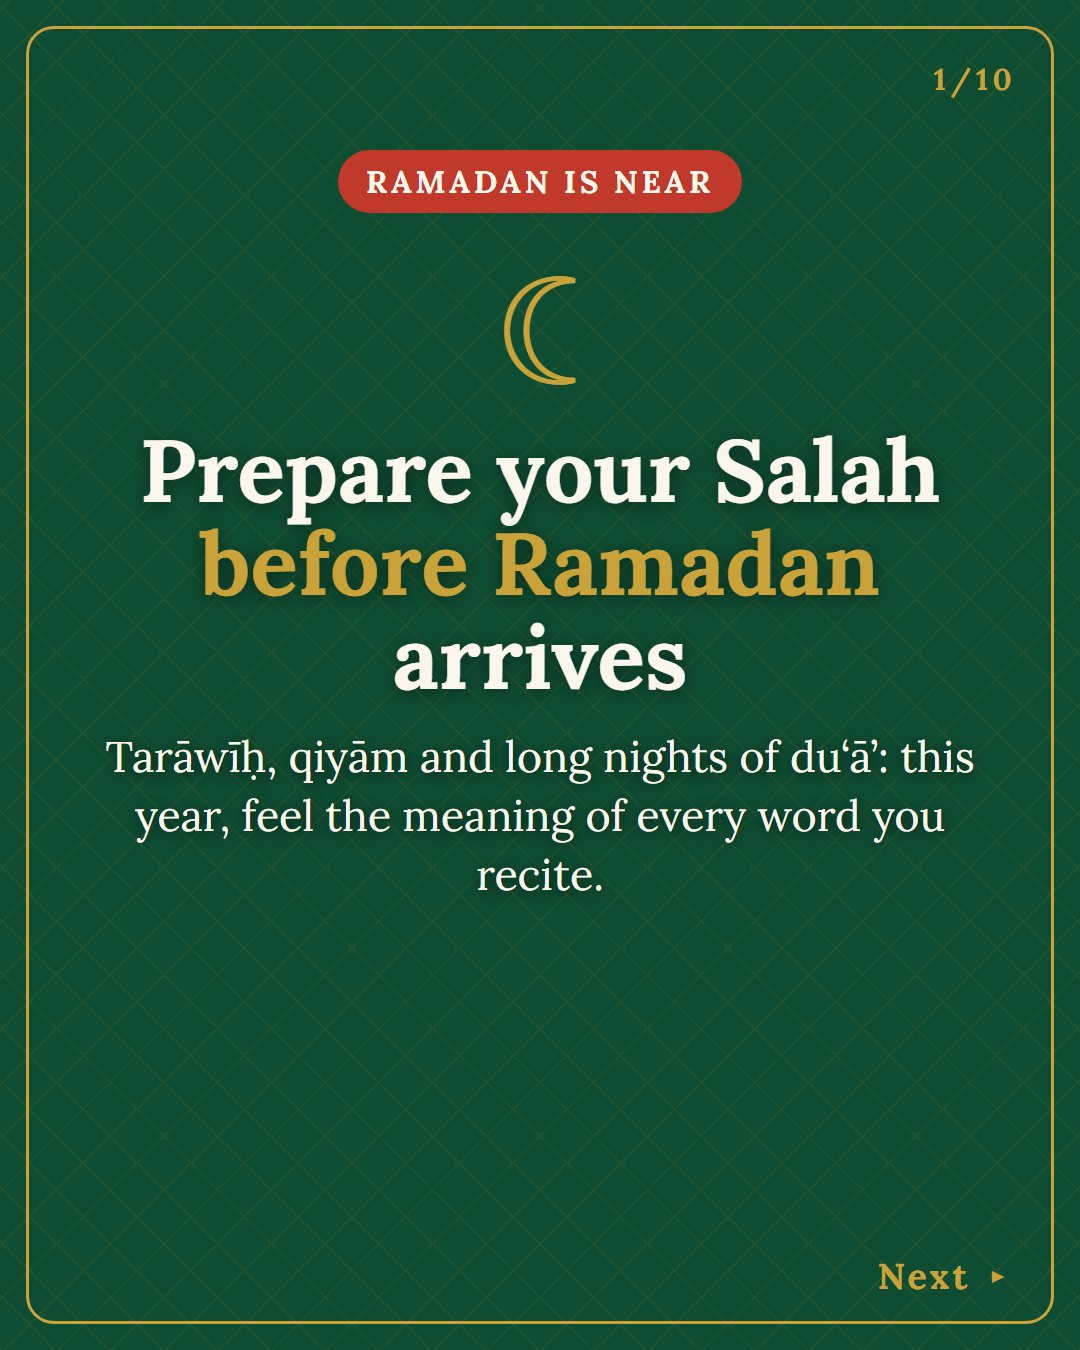 1/10
RAMADAN IS NEAR
Prepare your Salah
before Ramadan
arrives
Tarāwīḥ, qiyām and long nights of du‘ā’: this
year, feel the meaning of every word you
recite.
Next ▸